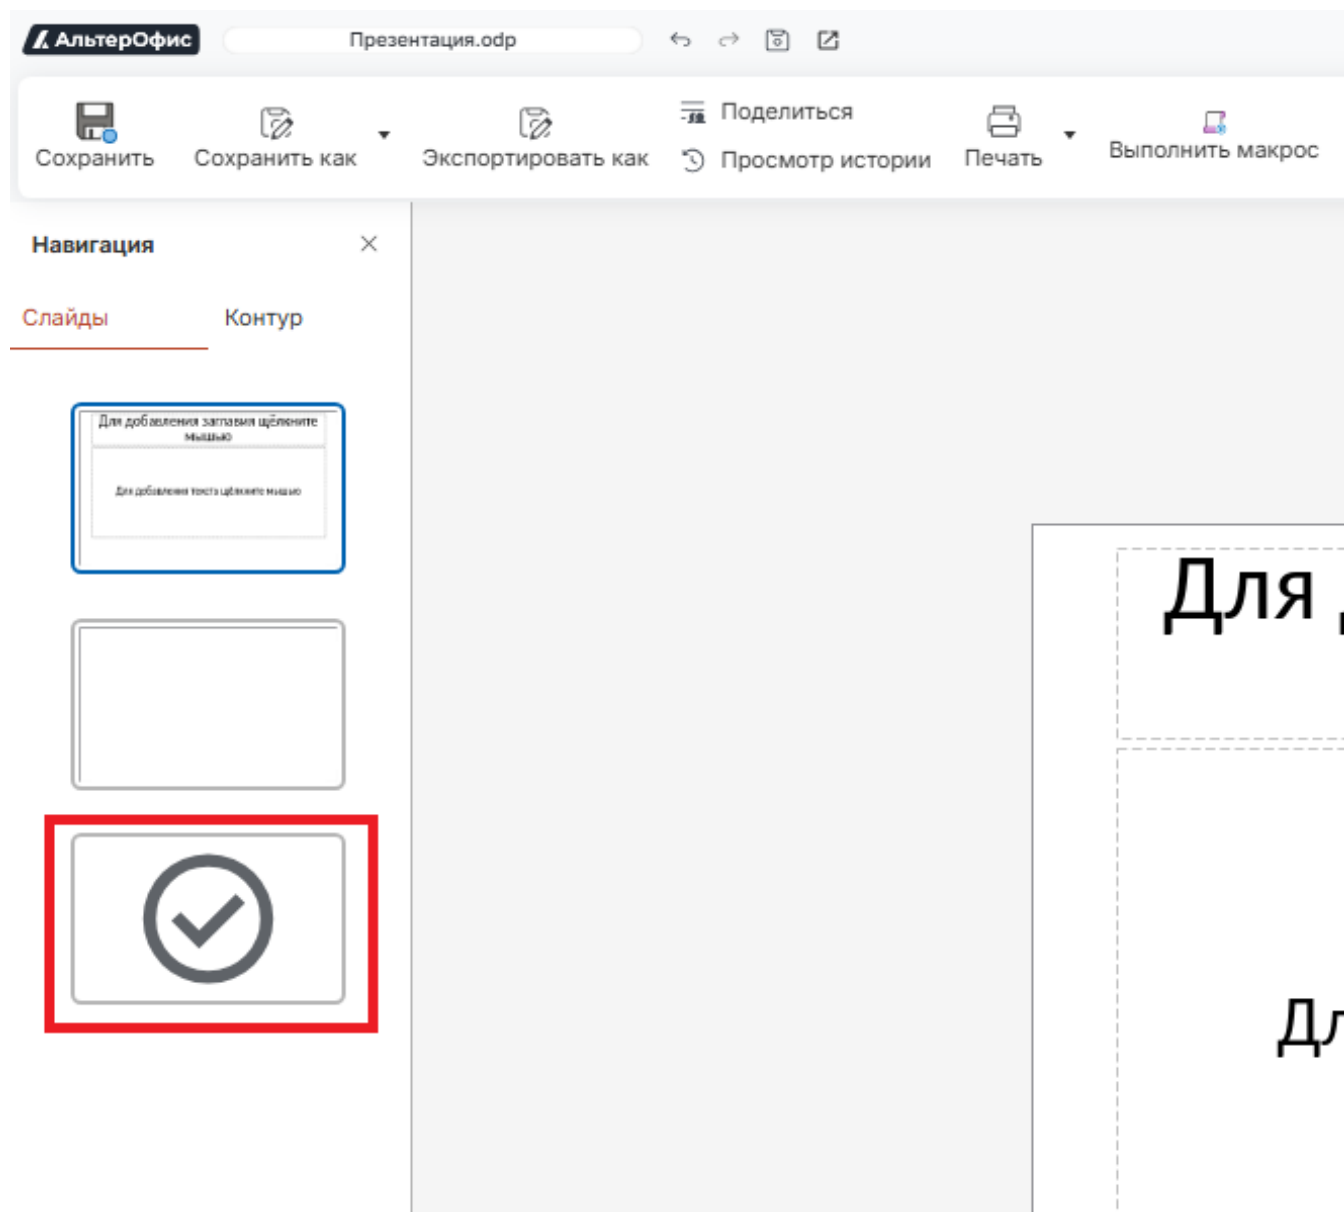 АльтерОфис
Презентация.odp
Сохранить
Сохранить как
Экспортировать как
Поделиться
Просмотр истории
Печать
Выполнить макрос
Навигация
Слайды
Контур
Для добавления заглавия щёлкните
мышью
Для добавления текста щёлкните мышью
Для
Дл